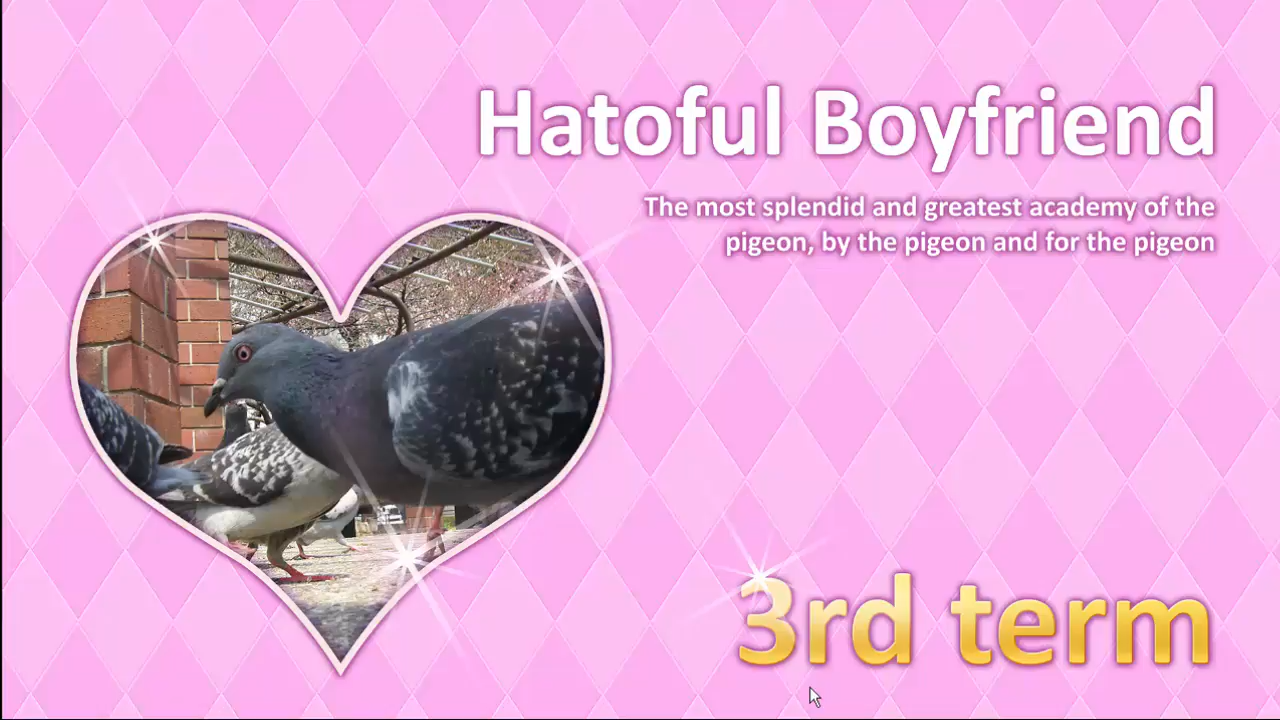 Hatoful Boyfriend
The most splendid and greatest academy of the
pigeon, by the pigeon and for the pigeon
3rd term